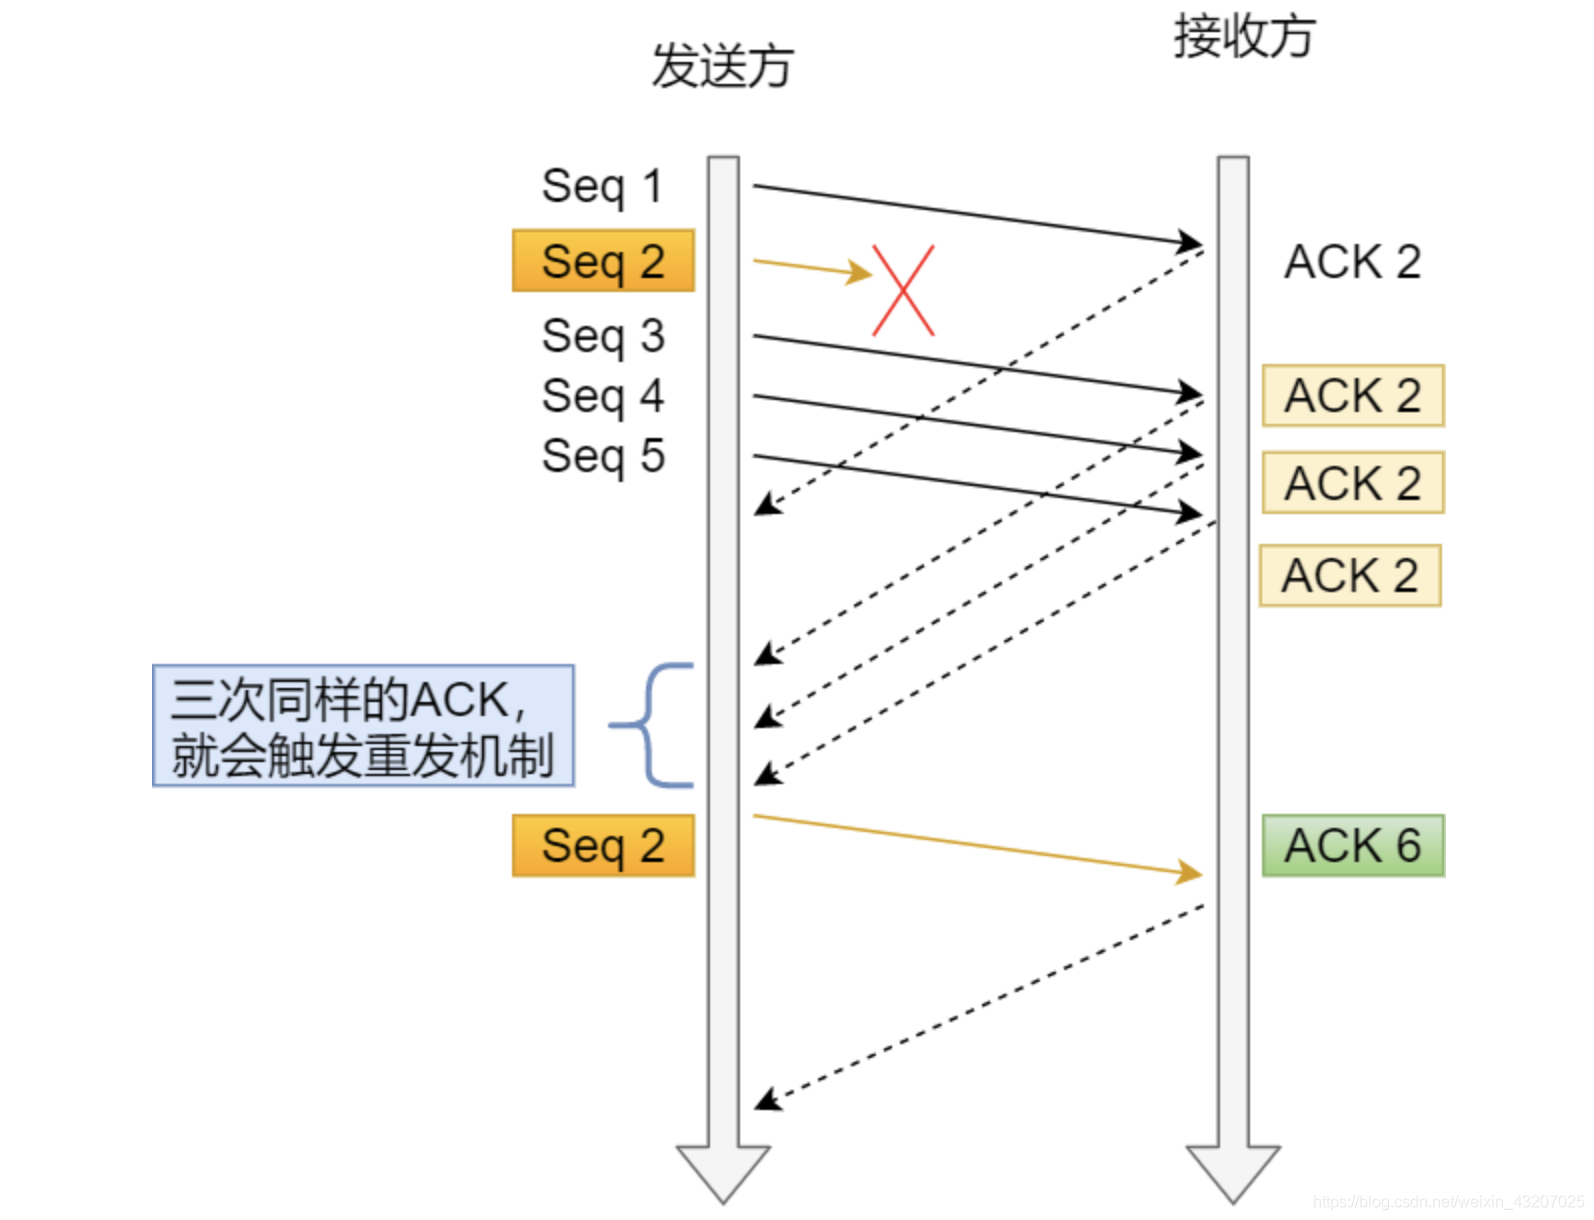 发送方
接收方
Seq 1
Seq 2
ACK 2
Seq 3
Seq 4
ACK 2
Seq 5
ACK 2
ACK 2
三次同样的ACK,
就会触发重发机制
Seq 2
ACK 6
https://blog.csdn.net/weixin_43207025